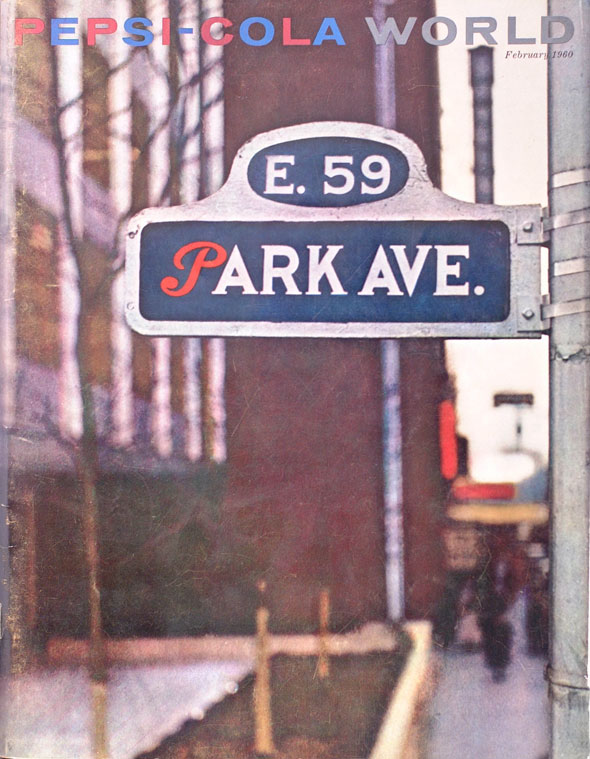 PEPSI-COLA WORLD
February, 1960
E. 59
PARK AVE.